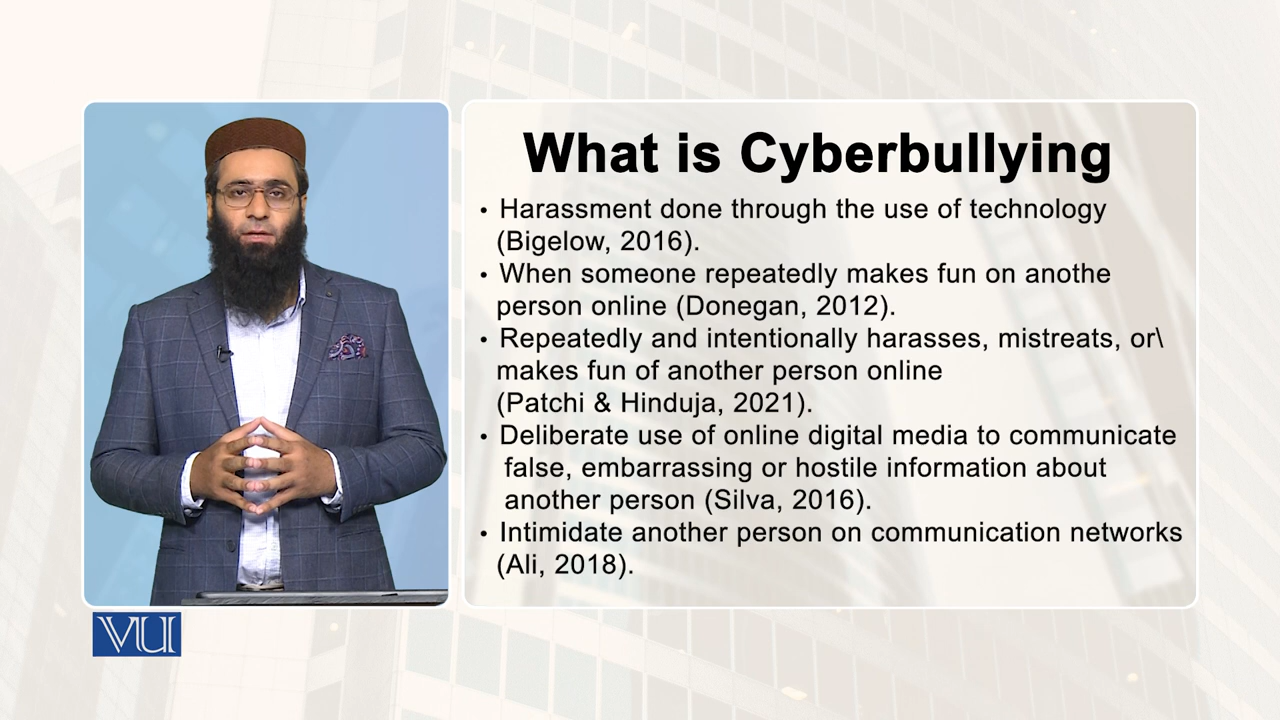 What is Cyberbullying
• Harassment done through the use of technology
(Bigelow, 2016).
• When someone repeatedly makes fun on anothe
person online (Donegan, 2012).
• Repeatedly and intentionally harasses, mistreats, or\
makes fun of another person online
(Patchi & Hinduja, 2021).
• Deliberate use of online digital media to communicate
false, embarrassing or hostile information about
another person (Silva, 2016).
• Intimidate another person on communication networks
(Ali, 2018).
VU